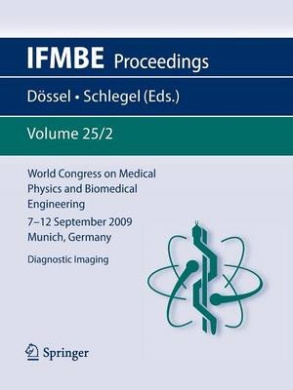 IFMBE Proceedings
Dössel · Schlegel (Eds.)
Volume 25/2
World Congress on Medical
Physics and Biomedical
Engineering
7–12 September 2009
Munich, Germany
Diagnostic Imaging
Springer